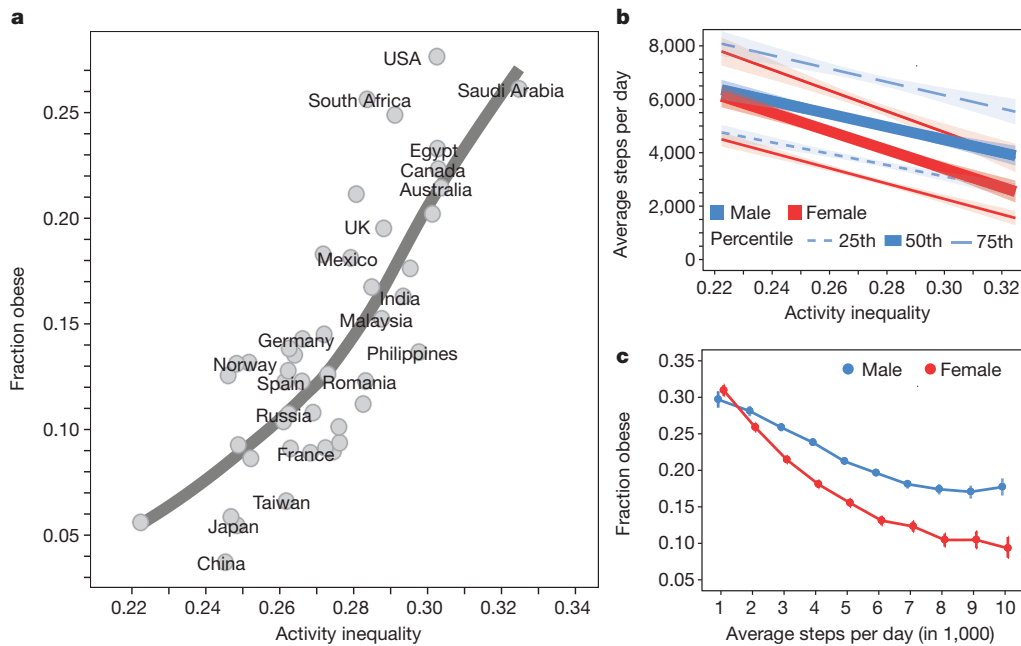 a
Fraction obese
0.25
0.20
0.15
0.10
0.05
USA
South Africa
Saudi Arabia
Egypt
Canada
Australia
UK
Mexico
India
Malaysia
Germany
Philippines
Norway
Spain
Romania
Russia
France
Taiwan
Japan
China
0.22 0.24 0.26 0.28 0.30 0.32 0.34
Activity inequality
b
Average steps per day
8,000
6,000
4,000
2,000
0
Male Female
Percentile 25th 50th 75th
0.22 0.24 0.26 0.28 0.30 0.32
Activity inequality
c
Fraction obese
0.35
0.30
0.25
0.20
0.15
0.10
0.05
Male Female
1 2 3 4 5 6 7 8 9 10
Average steps per day (in 1,000)